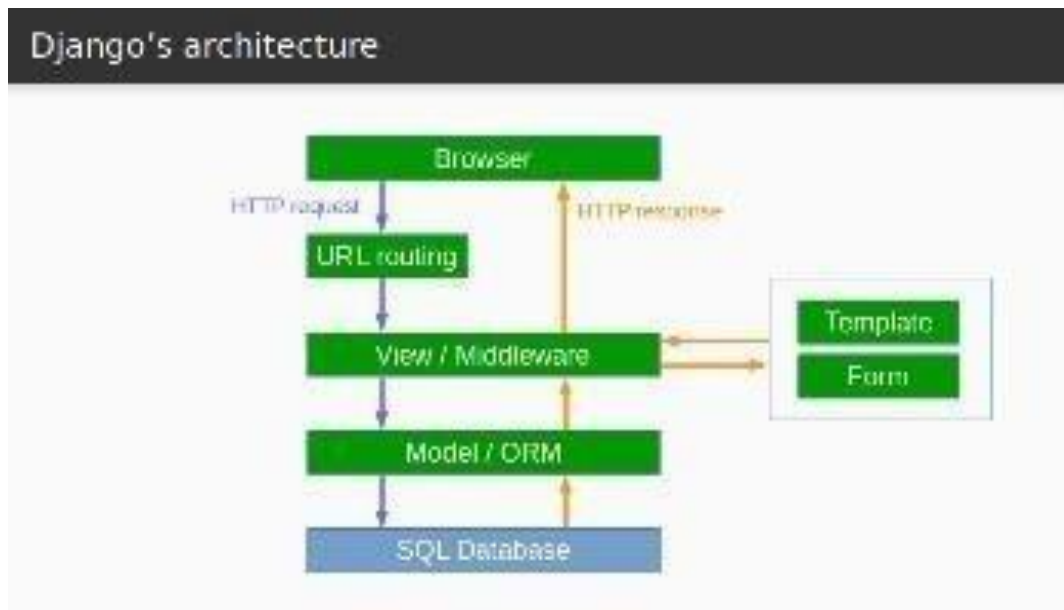 Django's architecture
Browser
HTTP request
HTTP response
URL routing
Template
View / Middleware
Form
Model / ORM
SQL Database